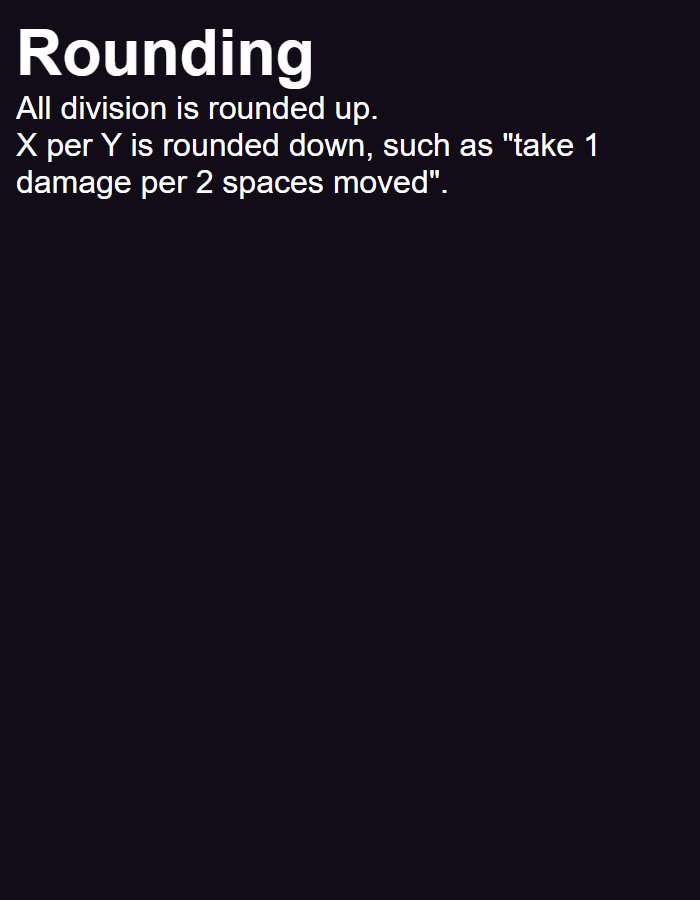 Rounding
All division is rounded up.
X per Y is rounded down, such as "take 1
damage per 2 spaces moved".